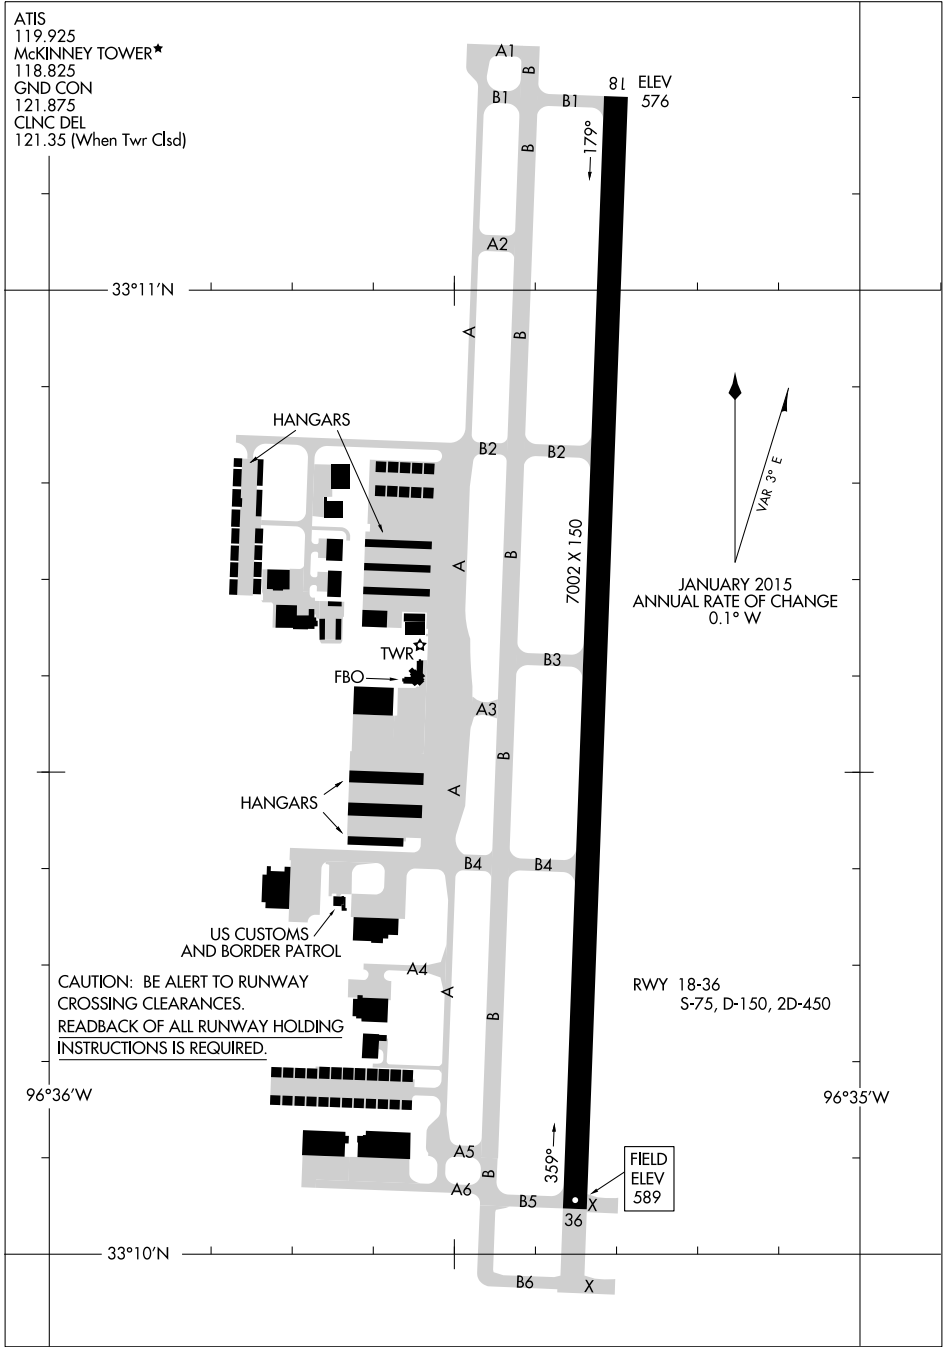 ATIS
119.925
McKINNEY TOWER★
118.825
GND CON
121.875
CLNC DEL
121.35 (When Twr Clsd)
A1
B
B1
B1
18
ELEV
576
179°
B
A2
33°11'N
A
B
HANGARS
B2
B2
VAR 3° E
7002 X 150
A
B
JANUARY 2015
ANNUAL RATE OF CHANGE
0.1° W
TWR
B3
FBO
A3
B
A
HANGARS
B4
B4
US CUSTOMS
AND BORDER PATROL
A4
CAUTION: BE ALERT TO RUNWAY
CROSSING CLEARANCES.
READBACK OF ALL RUNWAY HOLDING
INSTRUCTIONS IS REQUIRED.
A
B
RWY 18-36
S-75, D-150, 2D-450
96°36'W
96°35'W
A5
359°
FIELD
ELEV
589
B
A6
B5
X
36
33°10'N
B6
X